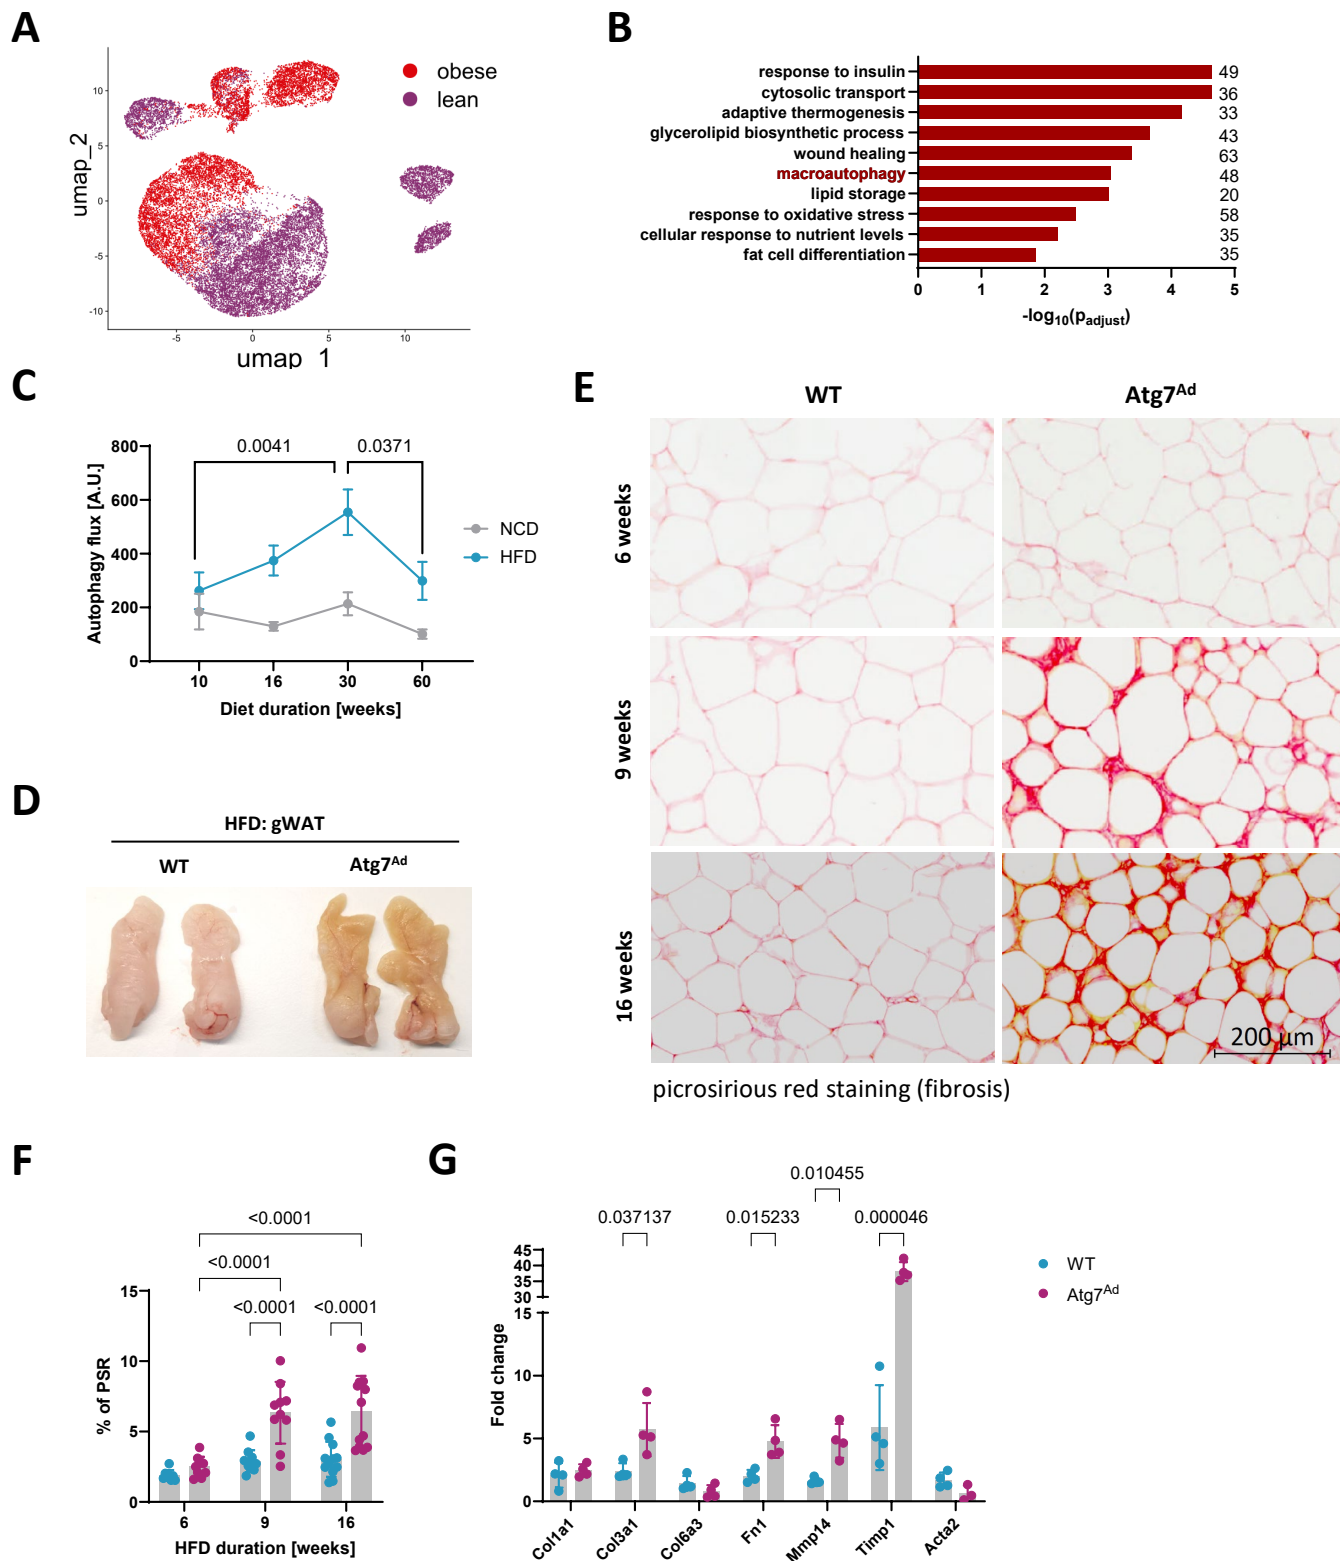 A
obese
lean
umap_2
10
5
0
-5
-10
-5
0
5
10
umap_1
B
response to insulin 49
cytosolic transport 36
adaptive thermogenesis 33
glycerolipid biosynthetic process 43
wound healing 63
macroautophagy 48
lipid storage 20
response to oxidative stress 58
cellular response to nutrient levels 35
fat cell differentiation 35
0 1 2 3 4 5
-log10(padjust)
C
0.0041 0.0371
Autophagy flux [A.U.]
800
600
400
200
0
10 16 30 60
Diet duration [weeks]
NCD
HFD
D
HFD: gWAT
WT Atg7Ad
E
WT Atg7Ad
6 weeks
9 weeks
16 weeks
200 µm
picrosirious red staining (fibrosis)
F
<0.0001
<0.0001
<0.0001 <0.0001
% of PSR
15
10
5
0
6 9 16
HFD duration [weeks]
G
0.010455
0.037137 0.015233 0.000046
Fold change
45
40
35
30
15
10
5
0
Col1a1 Col3a1 Col6a3 Fn1 Mmp14 Timp1 Acta2
WT
Atg7Ad